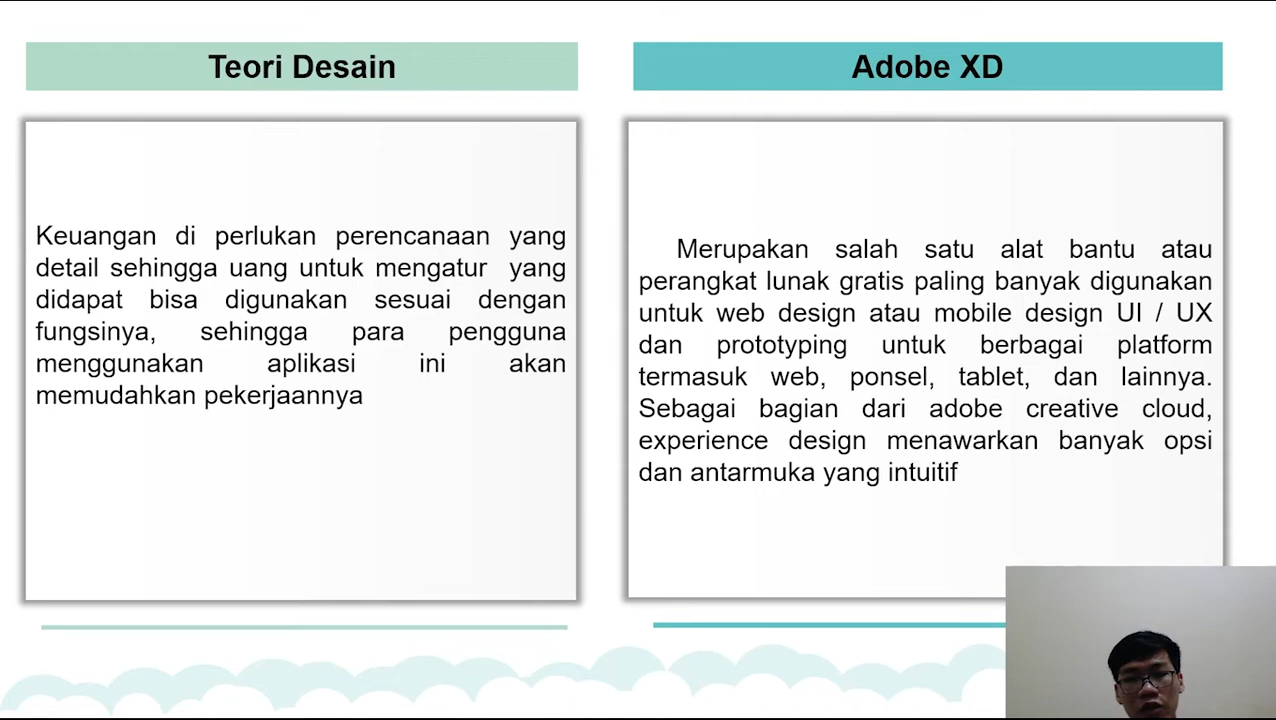 Teori Desain
Keuangan di perlukan perencanaan yang
detail sehingga uang untuk mengatur yang
didapat bisa digunakan sesuai dengan
fungsinya, sehingga para pengguna
menggunakan aplikasi ini akan
memudahkan pekerjaannya
Adobe XD
Merupakan salah satu alat bantu atau
perangkat lunak gratis paling banyak digunakan
untuk web design atau mobile design UI / UX
dan prototyping untuk berbagai platform
termasuk web, ponsel, tablet, dan lainnya.
Sebagai bagian dari adobe creative cloud,
experience design menawarkan banyak opsi
dan antarmuka yang intuitif